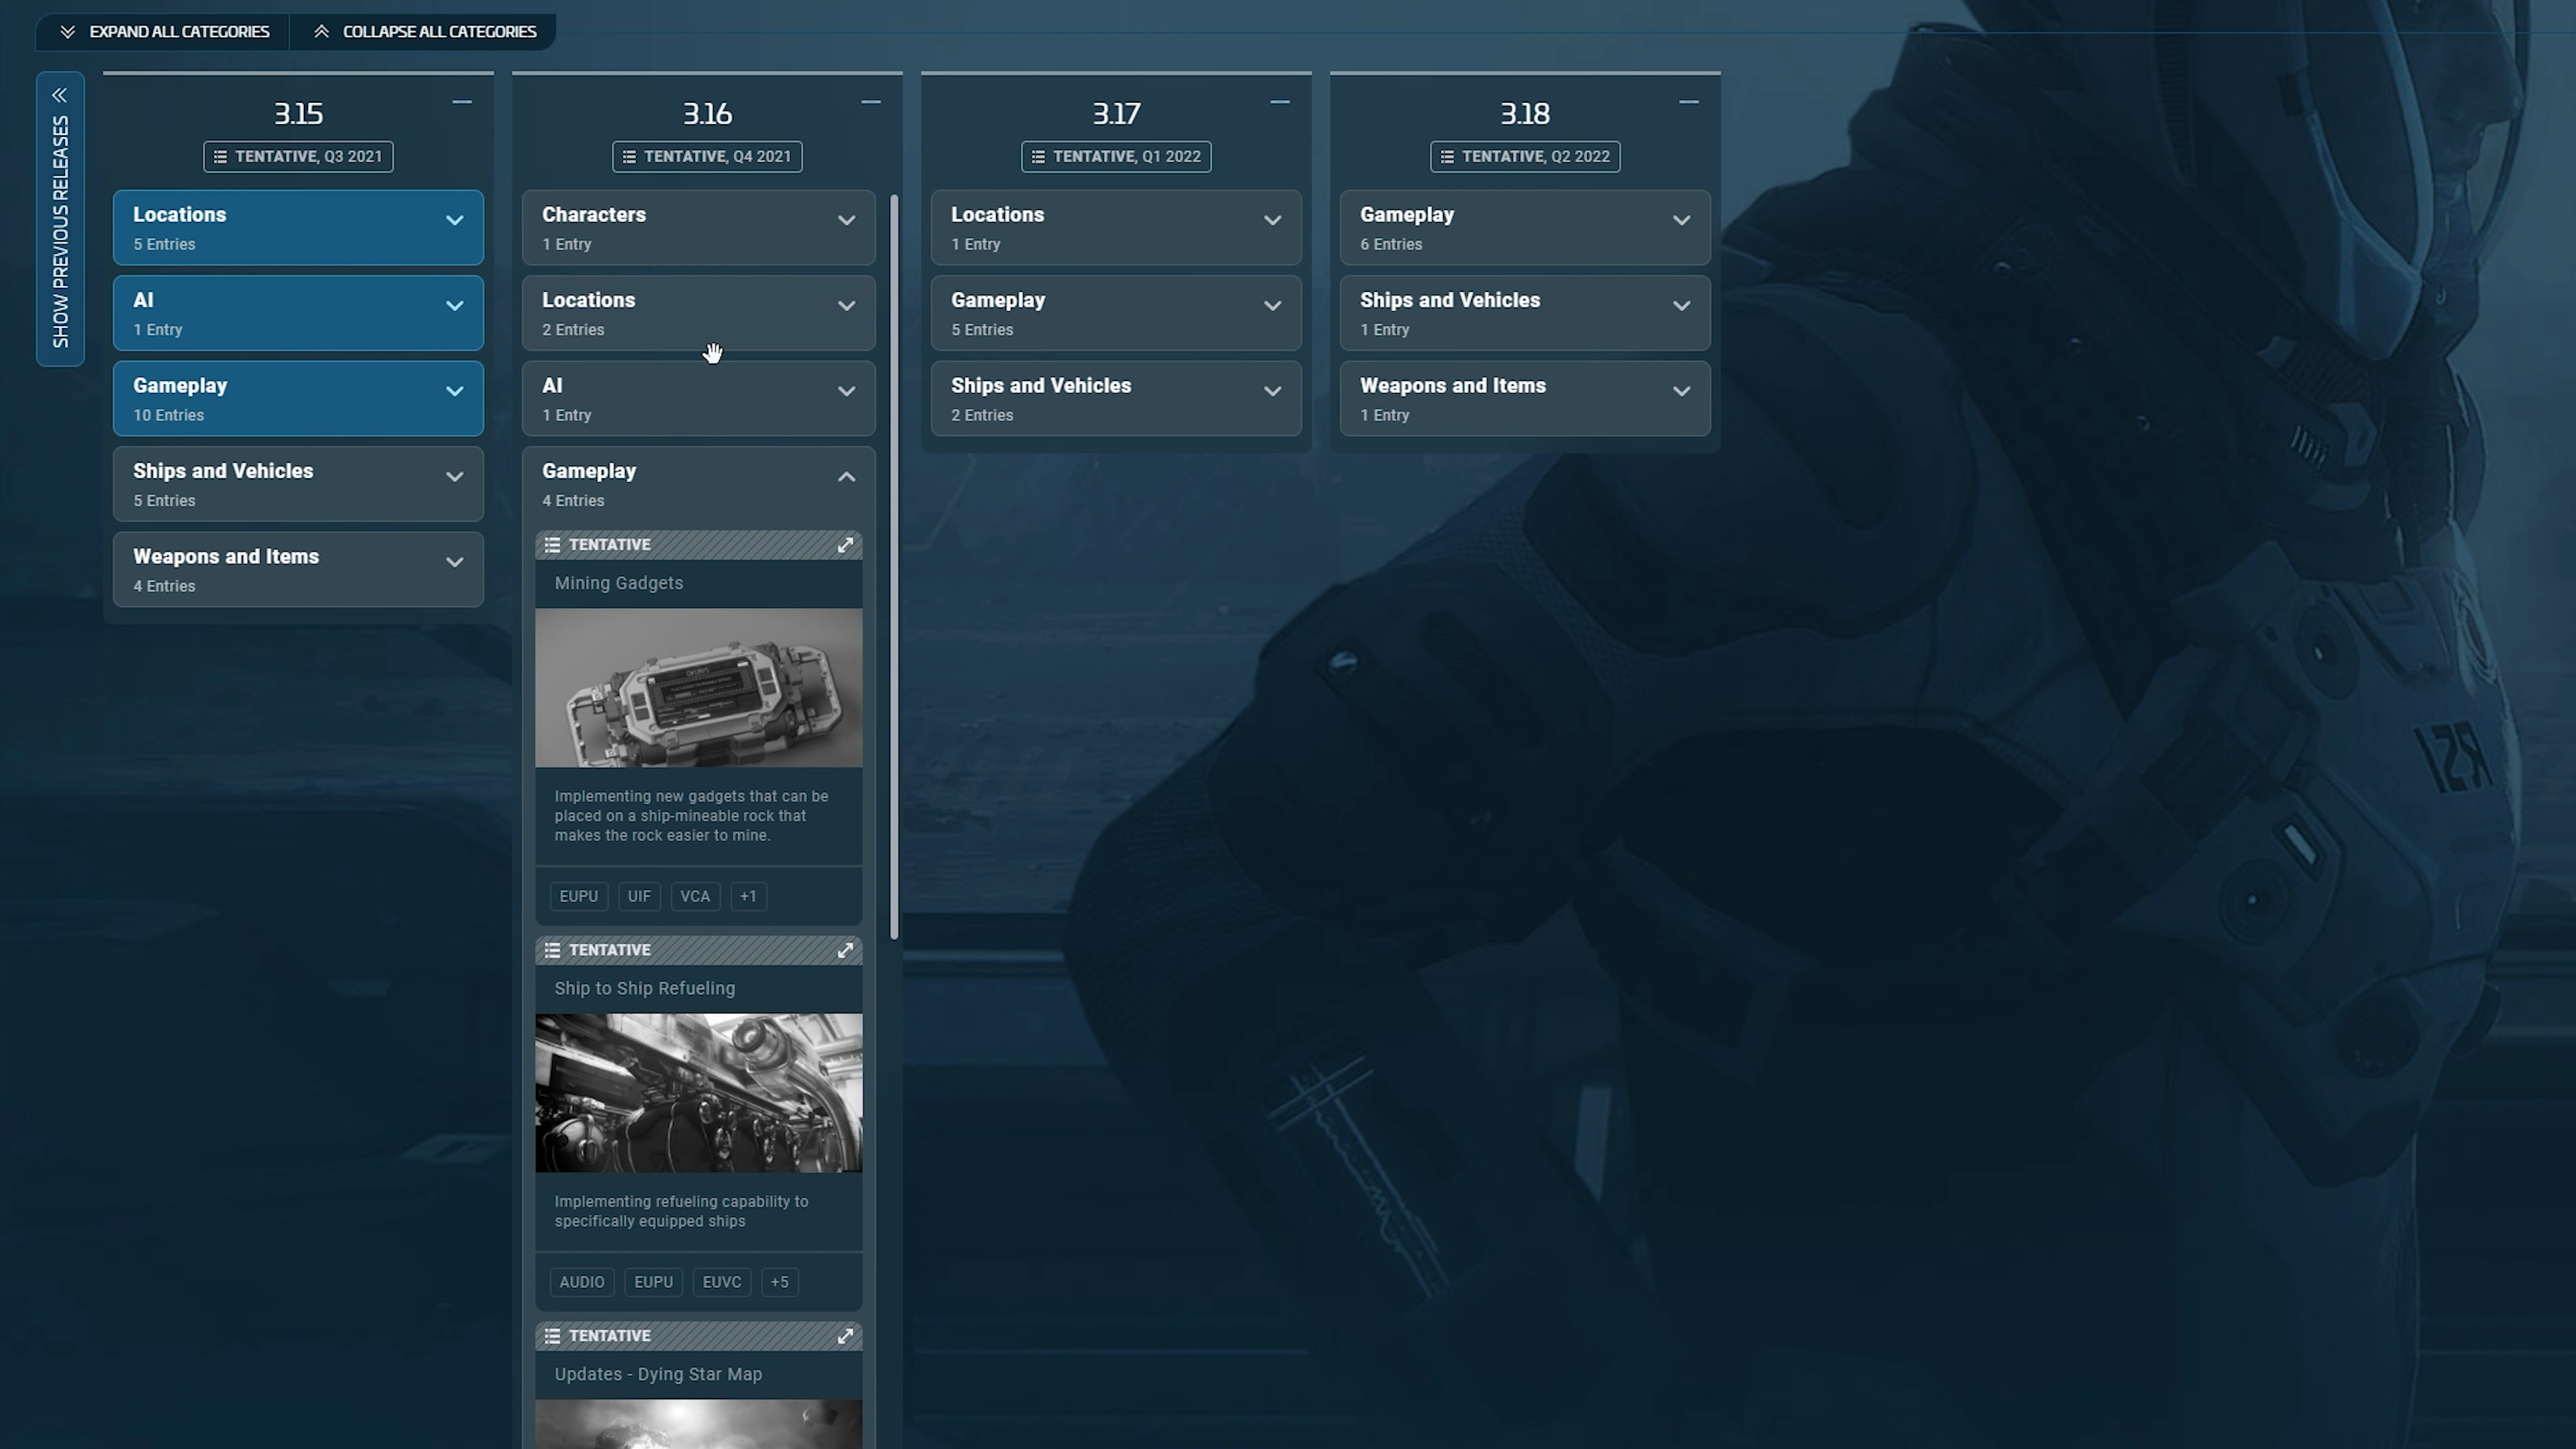 EXPAND ALL CATEGORIES
COLLAPSE ALL CATEGORIES
SHOW PREVIOUS RELEASES
3.15
TENTATIVE, Q3 2021
Locations
5 Entries
AI
1 Entry
Gameplay
10 Entries
Ships and Vehicles
5 Entries
Weapons and Items
4 Entries
3.16
TENTATIVE, Q4 2021
Characters
1 Entry
Locations
2 Entries
AI
1 Entry
Gameplay
4 Entries
TENTATIVE
Mining Gadgets
Implementing new gadgets that can be
placed on a ship-mineable rock that
makes the rock easier to mine.
EUPU UIF VCA +1
TENTATIVE
Ship to Ship Refueling
Implementing refueling capability to
specifically equipped ships
AUDIO EUPU EUVC +5
TENTATIVE
Updates - Dying Star Map
3.17
TENTATIVE, Q1 2022
Locations
1 Entry
Gameplay
5 Entries
Ships and Vehicles
2 Entries
3.18
TENTATIVE, Q2 2022
Gameplay
6 Entries
Ships and Vehicles
1 Entry
Weapons and Items
1 Entry